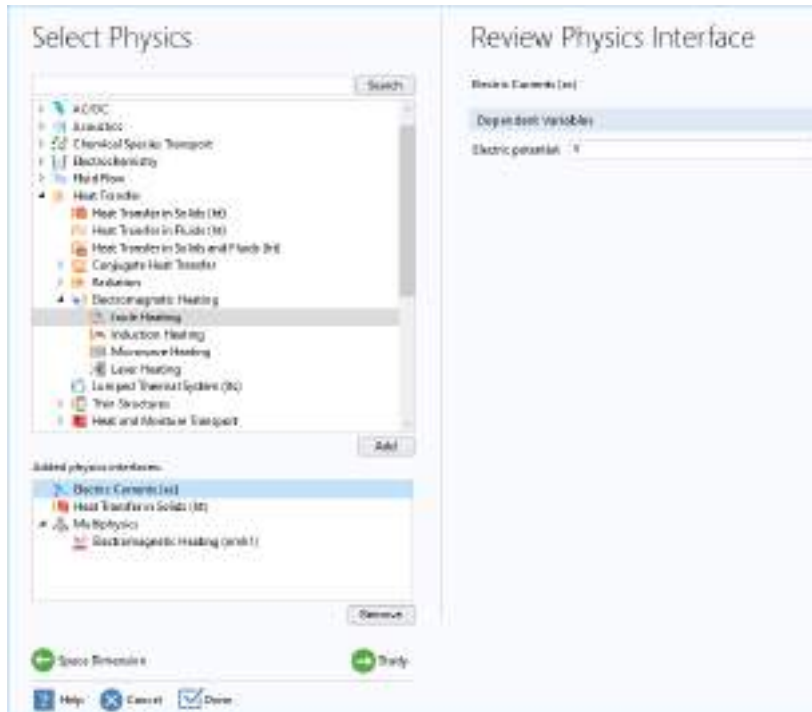 Select Physics
Search
AC/DC
Acoustics
Chemical Species Transport
Electrochemistry
Fluid Flow
Heat Transfer
Heat Transfer in Solids (ht)
Heat Transfer in Fluids (ht)
Heat Transfer in Solids and Fluids (ht)
Conjugate Heat Transfer
Radiation
Electromagnetic Heating
Joule Heating
Induction Heating
Microwave Heating
Laser Heating
Lumped Thermal System (lts)
Thin Structures
Heat and Moisture Transport
Add
Added physics interfaces:
Electric Currents (ec)
Heat Transfer in Solids (ht)
Multiphysics
Electromagnetic Heating (emh1)
Remove
Space Dimension
Study
Help
Cancel
Done
Review Physics Interface
Electric Currents (ec)
Dependent Variables
Electric potential: V